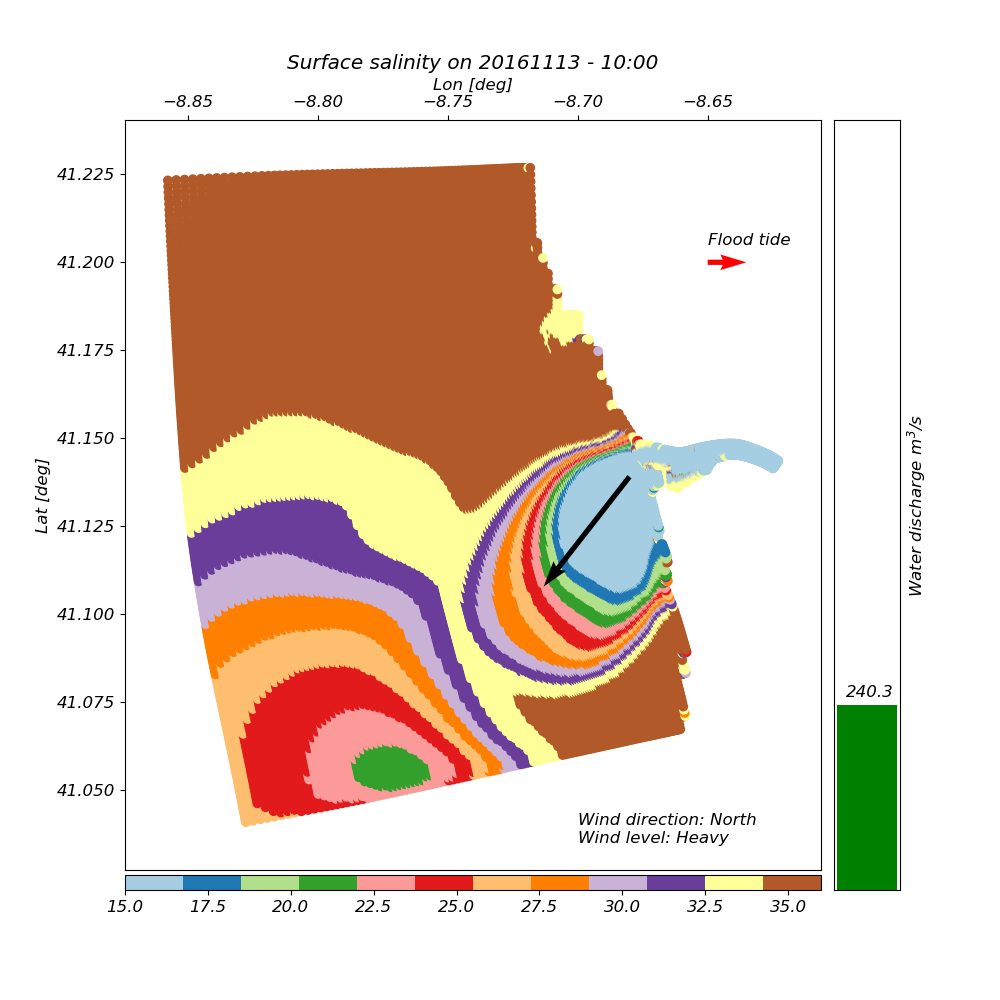 Surface salinity on 20161113 - 10:00
Lon [deg]
−8.85 −8.80 −8.75 −8.70 −8.65
41.225
41.200
41.175
41.150
41.125
41.100
41.075
41.050
Lat [deg]
Flood tide
Wind direction: North
Wind level: Heavy
15.0 17.5 20.0 22.5 25.0 27.5 30.0 32.5 35.0
240.3
Water discharge m³/s